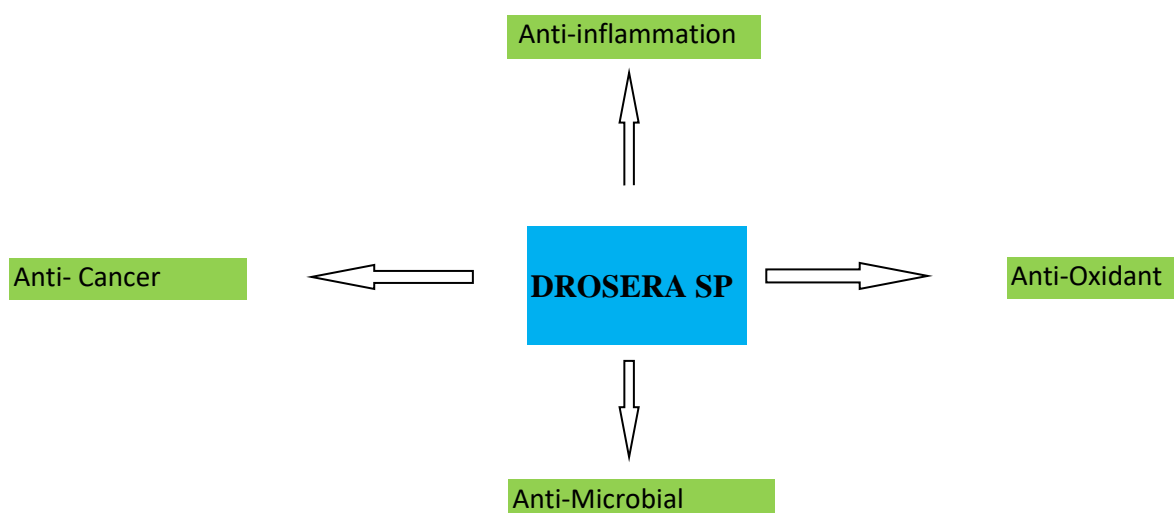 Anti-inflammation
Anti- Cancer
DROSERA SP
Anti-Oxidant
Anti-Microbial